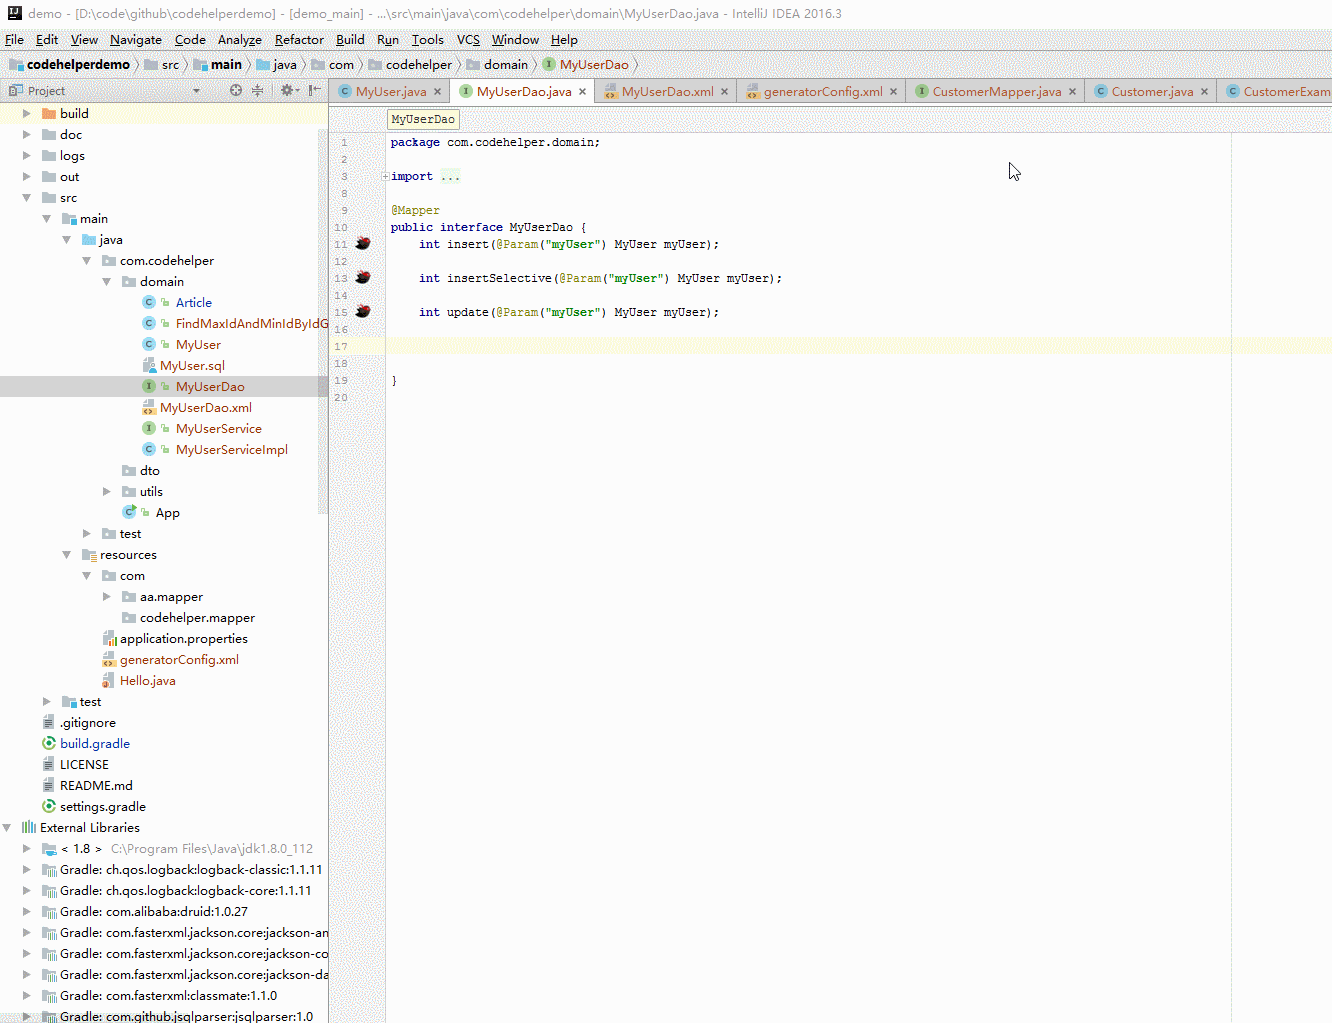 demo - [D:\code\github\codehelperdemo] - [demo_main] - ...\src\main\java\com\codehelper\domain\MyUserDao.java - IntelliJ IDEA 2016.3
File Edit View Navigate Code Analyze Refactor Build Run Tools VCS Window Help
codehelperdemo src main java com codehelper domain MyUserDao
Project
MyUser.java MyUserDao.java MyUserDao.xml generatorConfig.xml CustomerMapper.java Customer.java CustomerExam
build
doc
logs
out
src
main
java
com.codehelper
domain
Article
FindMaxIdAndMinIdByIdG
MyUser
MyUser.sql
MyUserDao
MyUserDao.xml
MyUserService
MyUserServiceImpl
dto
utils
App
test
resources
com
aa.mapper
codehelper.mapper
application.properties
generatorConfig.xml
Hello.java
test
.gitignore
build.gradle
LICENSE
README.md
settings.gradle
External Libraries
< 1.8 > C:\Program Files\Java\jdk1.8.0_112
Gradle: ch.qos.logback:logback-classic:1.1.11
Gradle: ch.qos.logback:logback-core:1.1.11
Gradle: com.alibaba:druid:1.0.27
Gradle: com.fasterxml.jackson.core:jackson-an
Gradle: com.fasterxml.jackson.core:jackson-co
Gradle: com.fasterxml.jackson.core:jackson-da
Gradle: com.fasterxml:classmate:1.1.0
Gradle: com.github.jsqlparser:jsqlparser:1.0
MyUserDao
1 package com.codehelper.domain;
2
3 import ...
8
9 @Mapper
10 public interface MyUserDao {
11 int insert(@Param("myUser") MyUser myUser);
12
13 int insertSelective(@Param("myUser") MyUser myUser);
14
15 int update(@Param("myUser") MyUser myUser);
16
17
18
19 }
20